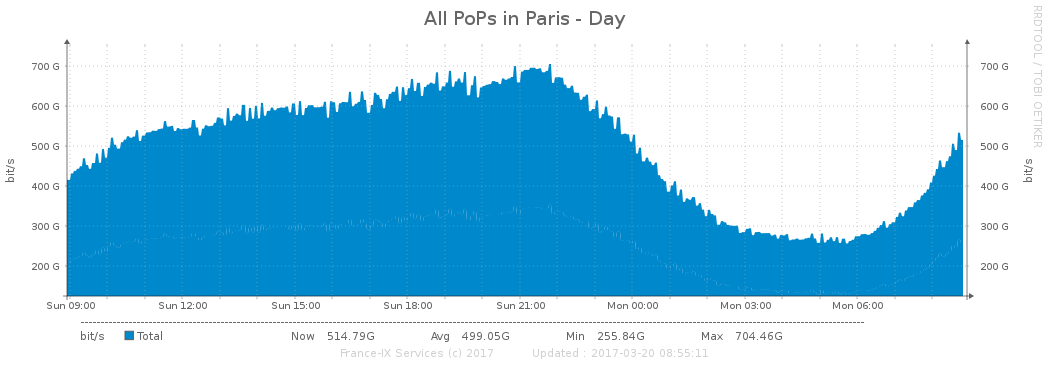 All PoPs in Paris - Day
RRDTOOL / TOBI OETIKER
bit/s
700 G
600 G
500 G
400 G
300 G
200 G
700 G
600 G
500 G
400 G
300 G
200 G
bit/s
Sun 09:00 Sun 12:00 Sun 15:00 Sun 18:00 Sun 21:00 Mon 00:00 Mon 03:00 Mon 06:00
bit/s Total Now 514.79G Avg 499.05G Min 255.84G Max 704.46G
France-IX Services (c) 2017 Updated : 2017-03-20 08:55:11